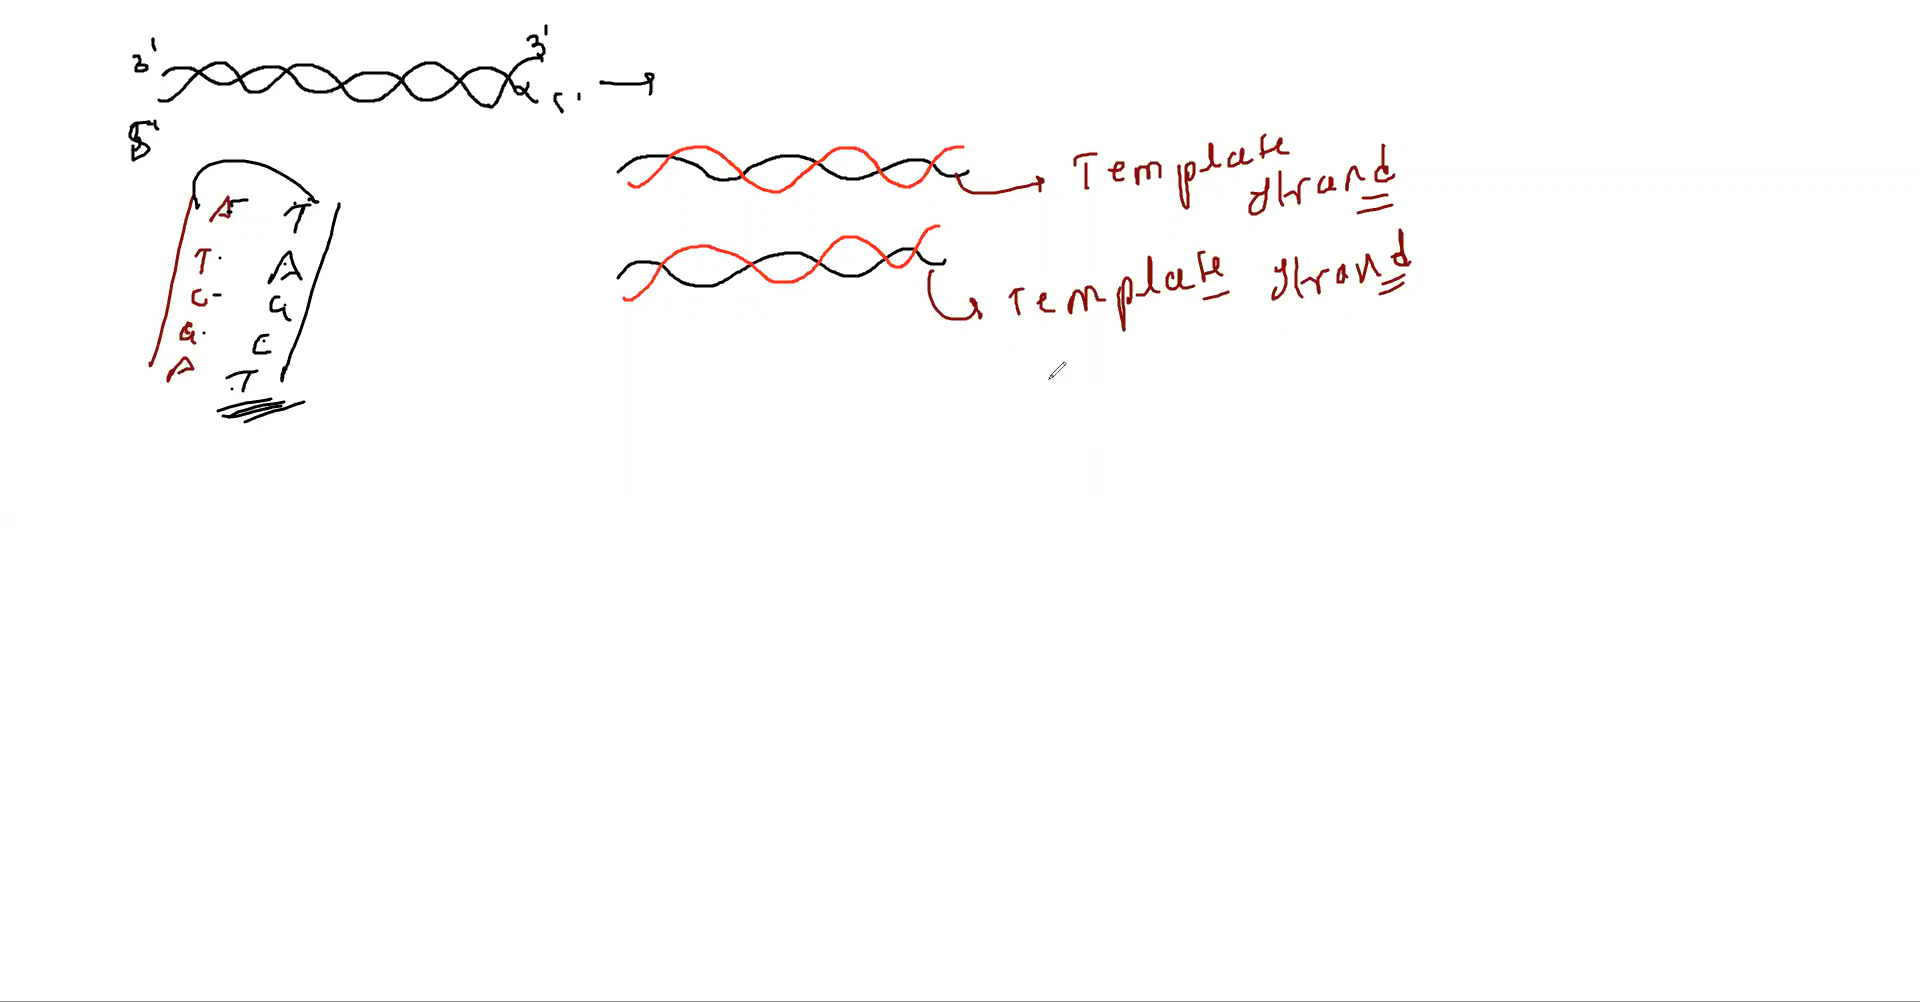 3'
3'
5'
5'
Template
strand
Template strand
A T
T A
C G
G C
A T